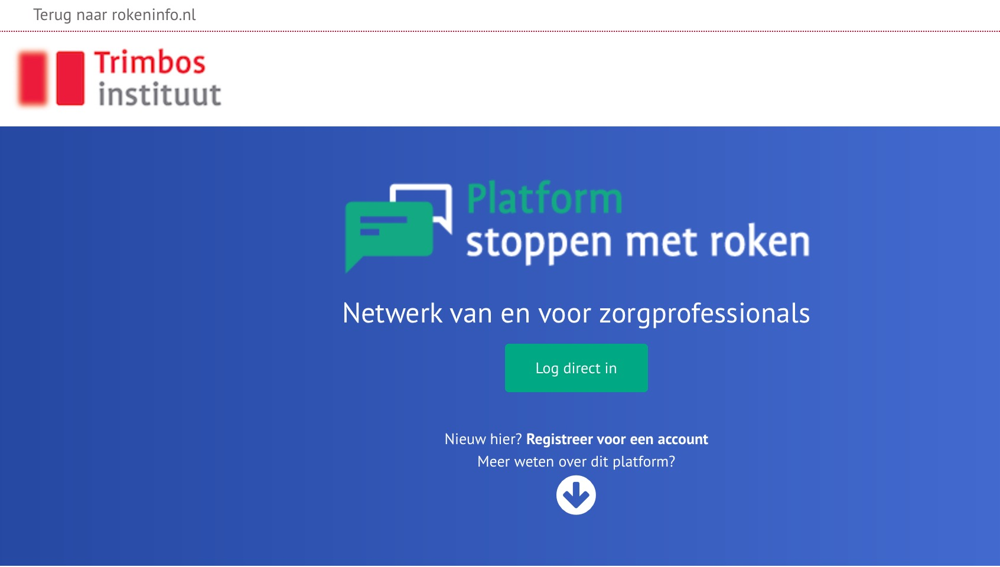 Terug naar rokeninfo.nl
Trimbos
instituut
Platform
stoppen met roken
Netwerk van en voor zorgprofessionals
Log direct in
Nieuw hier? Registreer voor een account
Meer weten over dit platform?